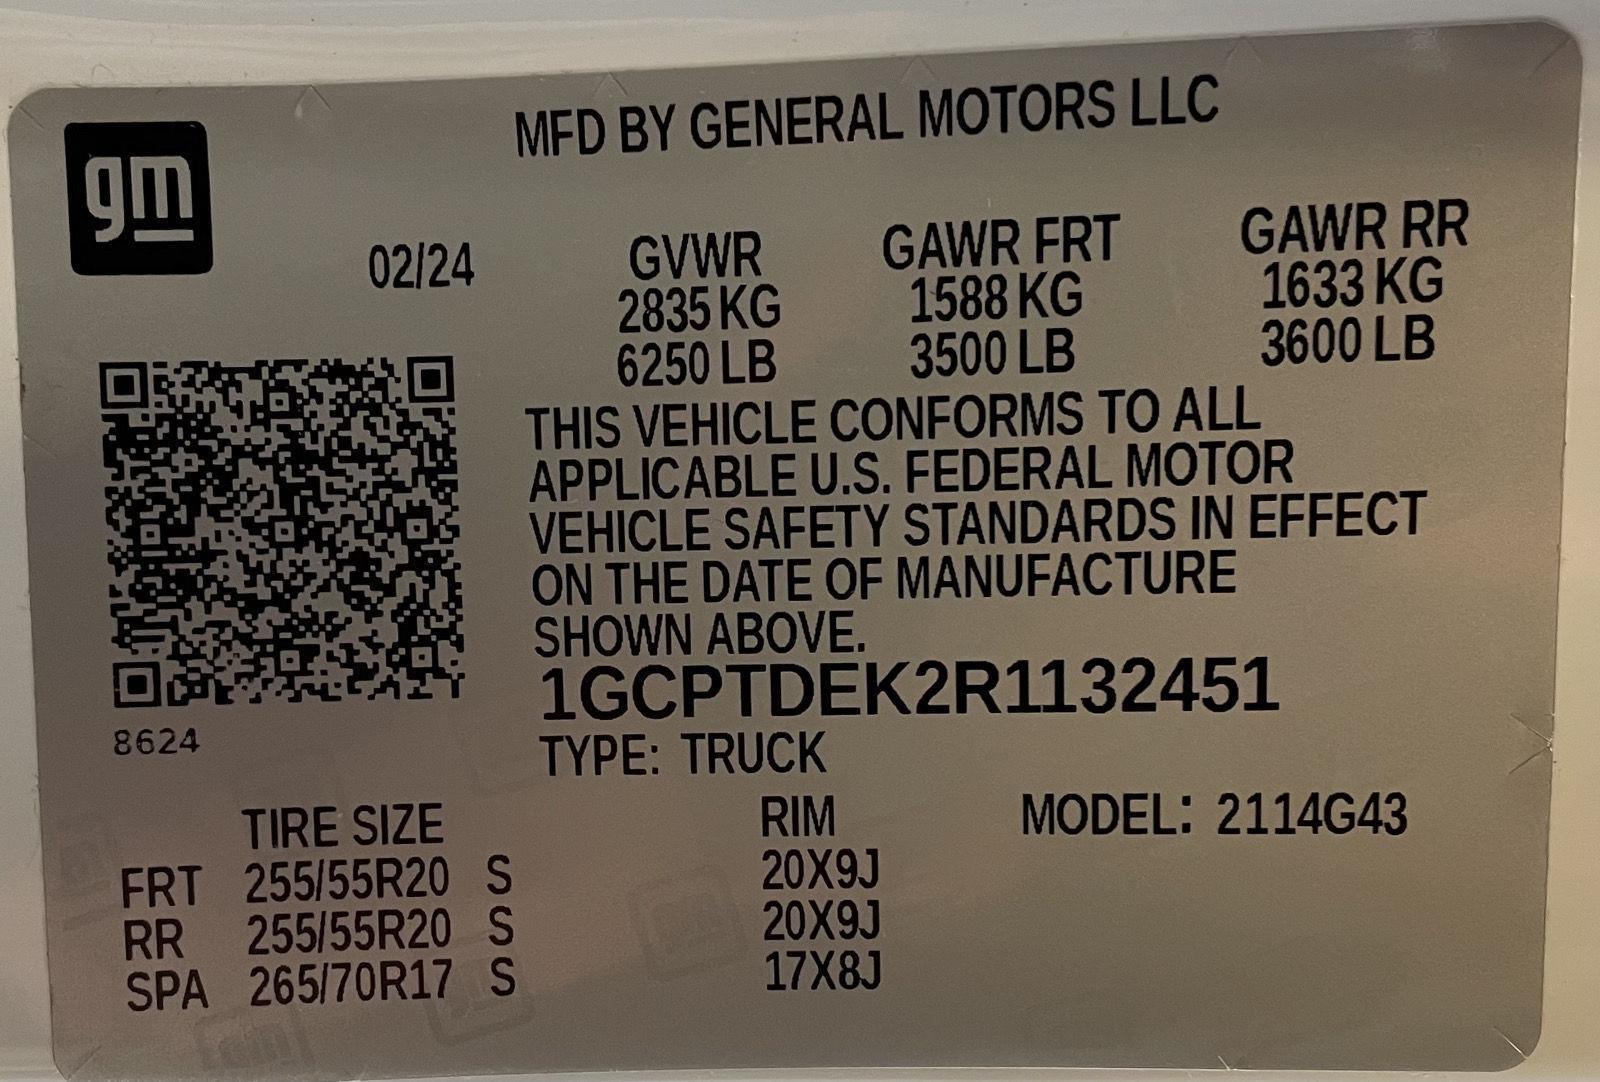 MFD BY GENERAL MOTORS LLC
gm
02/24 GVWR GAWR FRT GAWR RR
2835 KG 1588 KG 1633 KG
6250 LB 3500 LB 3600 LB
THIS VEHICLE CONFORMS TO ALL
APPLICABLE U.S. FEDERAL MOTOR
VEHICLE SAFETY STANDARDS IN EFFECT
ON THE DATE OF MANUFACTURE
SHOWN ABOVE.
1GCPTDEK2R1132451
8624
TYPE: TRUCK
TIRE SIZE RIM MODEL: 2114G43
FRT 255/55R20 S 20X9J
RR 255/55R20 S 20X9J
SPA 265/70R17 S 17X8J